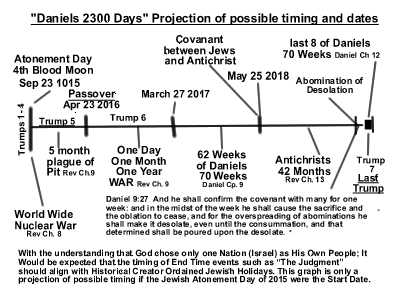 "Daniels 2300 Days" Projection of possible timing and dates
Atonement Day
4th Blood Moon
Sep 23 1015
Covanant
between Jews
and Antichrist
last 8 of Daniels
70 Weeks Daniel Ch 12
Passover
Apr 23 2016
March 27 2017
May 25 2018
Abomination of
Desolation
Trumps 1 - 4
Trump 5
Trump 6
5 month
plague of
Pit Rev Ch.9
One Day
One Month
One Year
WAR Rev Ch. 9
62 Weeks
of Daniels
70 Weeks
Daniel Cp. 9
Antichrists
42 Months
Rev Ch. 13
Trump
7
Last
Trump
World Wide
Nuclear War
Rev Ch. 8
Daniel 9:27 And he shall confirm the covenant with many for one
week: and in the midst of the week he shall cause the sacrifice and
the oblation to cease, and for the overspreading of abominations he
shall make it desolate, even until the consummation, and that
determined shall be poured upon the desolate. "
With the understanding that God chose only one Nation (Israel) as His Own People; It
Would be expected that the timing of End Time events such as "The Judgment"
should align with Historical Creator Ordained Jewish Holidays. This graph is only a
projection of possible timing if the Jewish Atonement Day of 2015 were the Start Date.